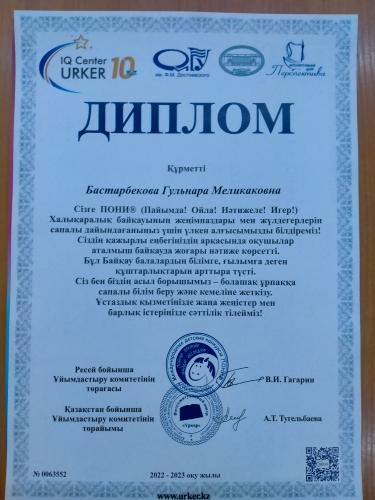 IQ Center
URKER 10
ОмГУ
им. Ф.М. Достоевского
Перспектива
ДИПЛОМ
Құрметті
Бастарбекова Гульнара Меликаковна
Сізге ПОНИ® (Пайымда! Ойла! Нәтижеле! Игер!)
Халықаралық байқауының жеңімпаздары мен жүлдегерлерін
сапалы дайындағаныңыз үшін үлкен алғысымызды білдіреміз!
Сіздің қажырлы еңбегіңіздің арқасында оқушылар
аталмыш байқауда жоғары нәтиже көрсетті.
Бұл Байқау балалардың білімге, ғылымға деген
құштарлықтарын арттыра түсті.
Сіз бен біздің асыл борышымыз – болашақ ұрпаққа
сапалы білім беру және кемеліне жеткізу.
Ұстаздық қызметіңізде жаңа жеңістер мен
барлық істеріңізде сәттілік тілейміз!
Ресей бойынша
Ұйымдастыру комитетінің
төрағасы
В.И. Гагарин
Қазақстан бойынша
Ұйымдастыру комитетінің
төрайымы
«Үркер»
А.Т. Тугельбаева
№ 0063552
2022 - 2023 оқу жылы
www.urker.kz